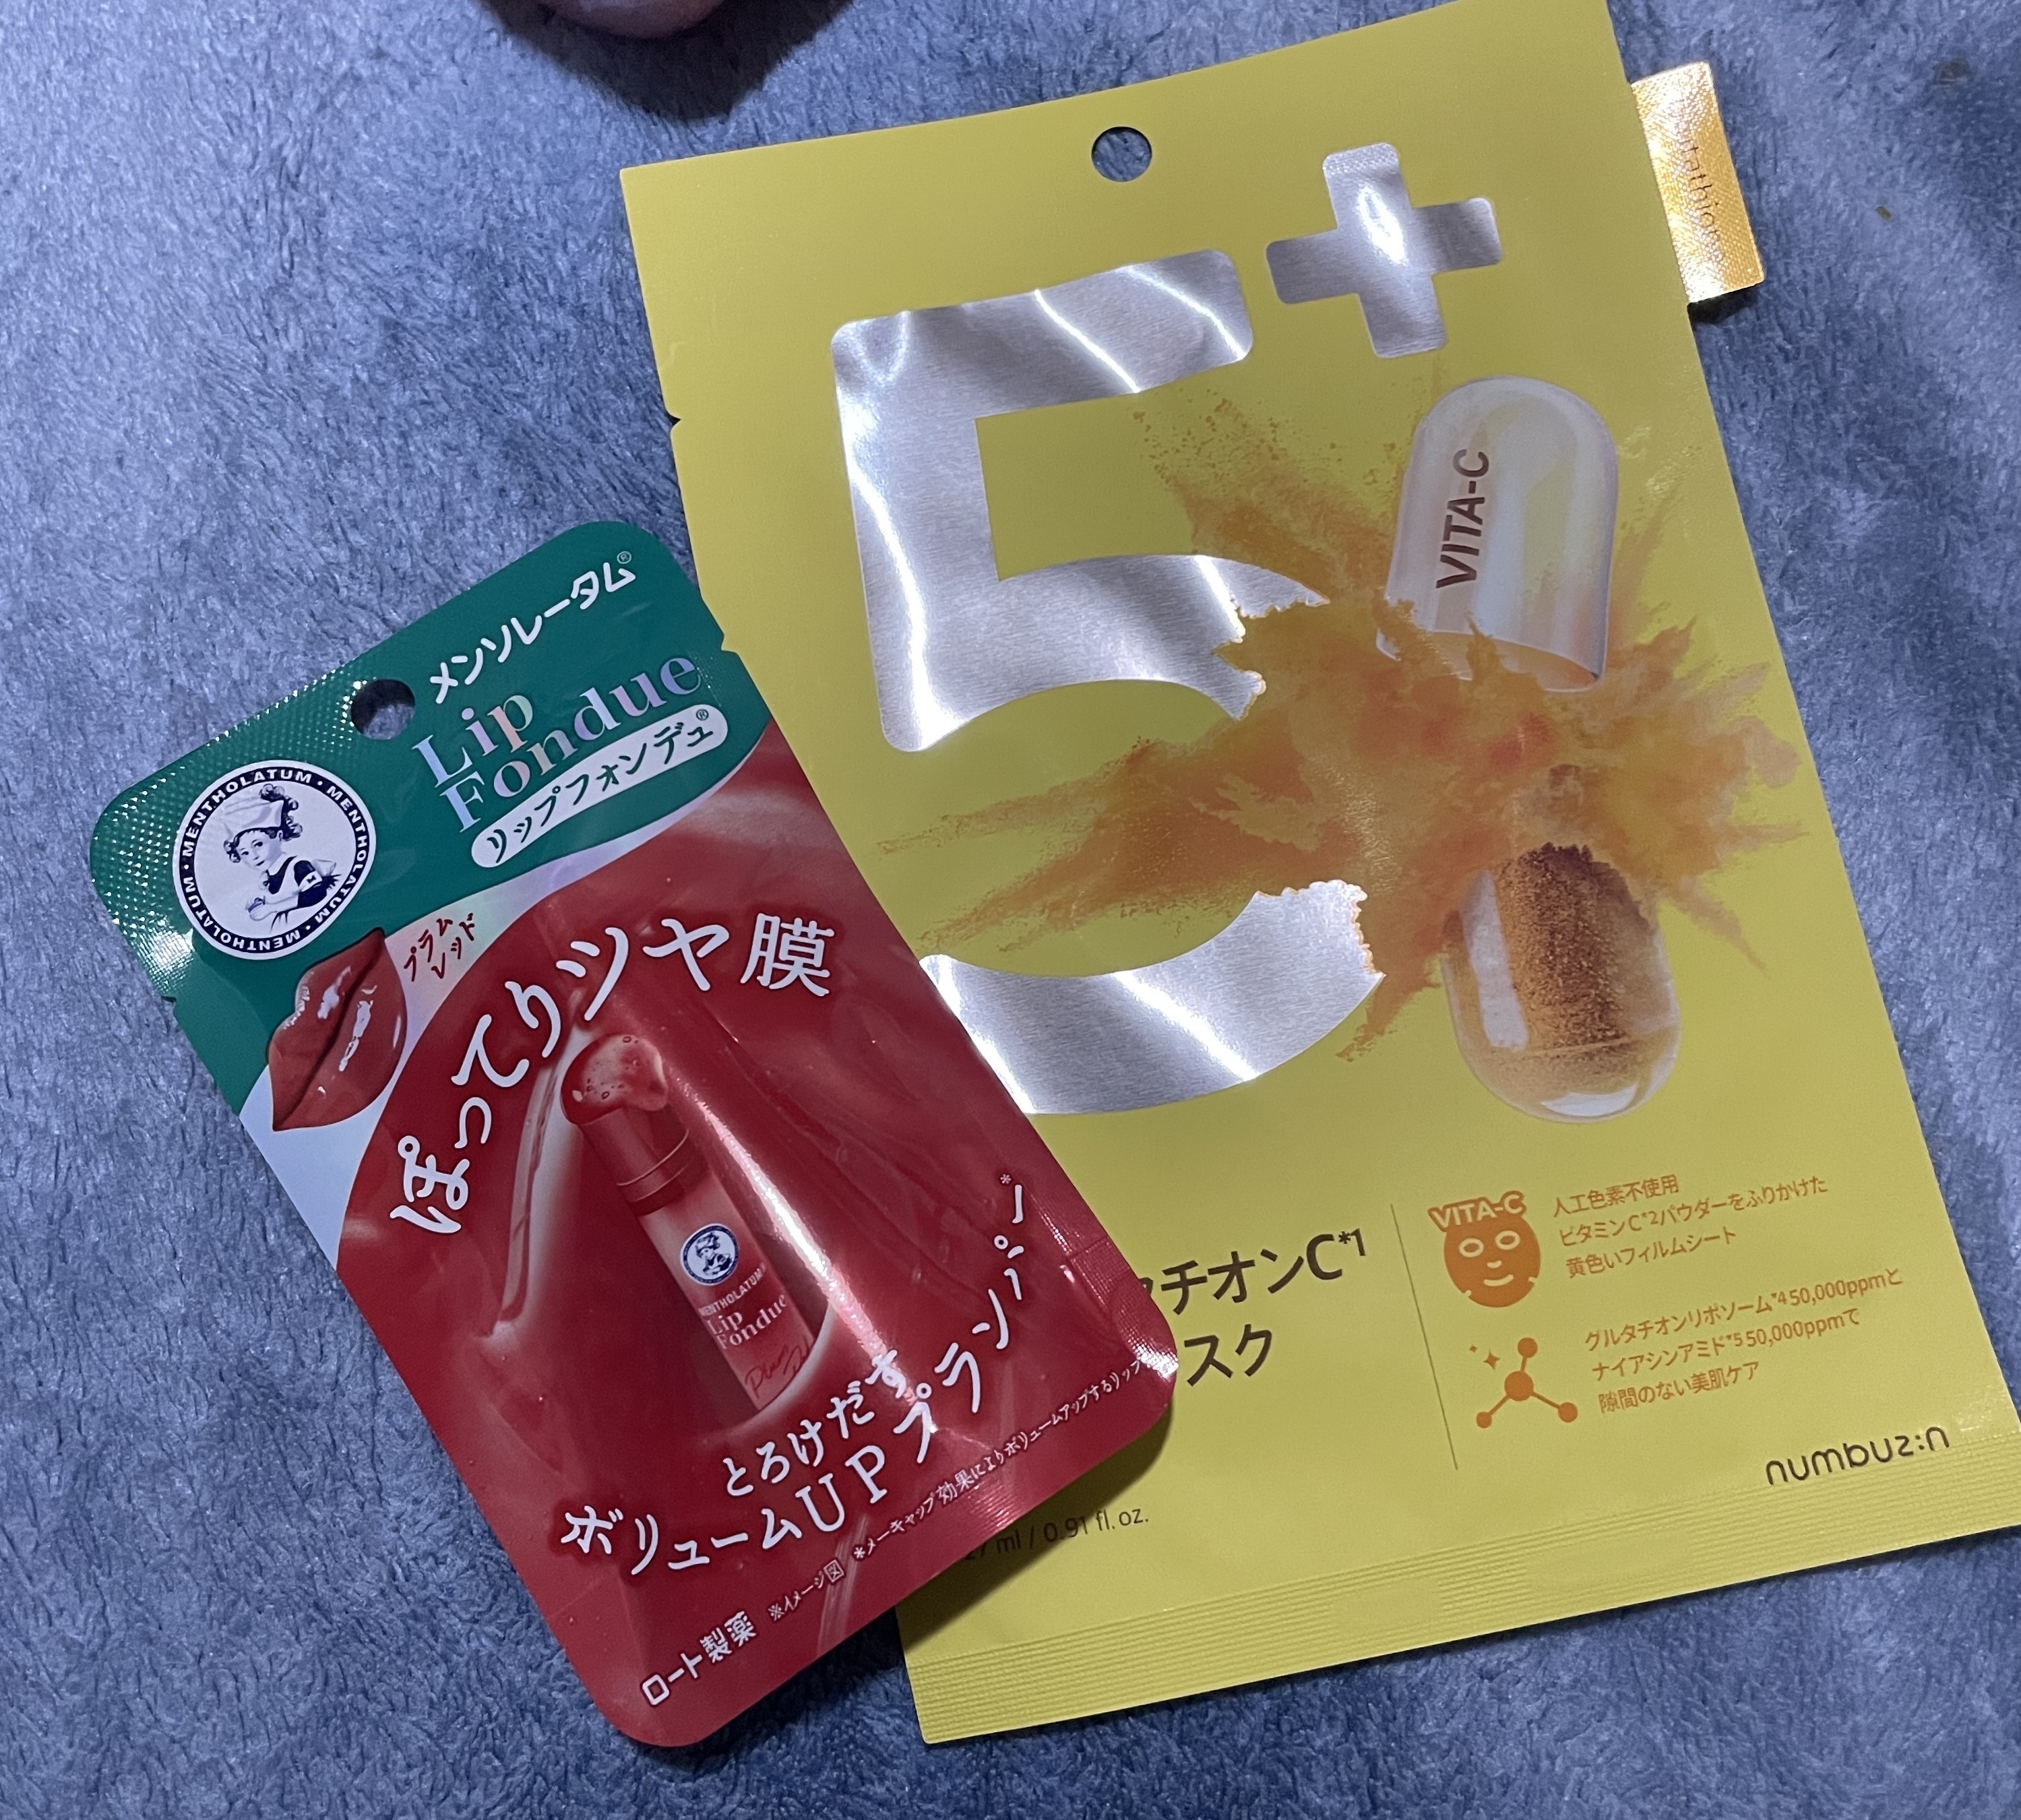 メンソレータム®
Lip
Fondue
リップフォンデュ®
MENTHOLATUM・MENTHOLATUM・MENTHOLATUM・
プラム
レッド
ぽってりツヤ膜
MENTHOLATUM
Lip
Fondue
とろけだす
ボリュームUPプランパー*
※イメージ図 *メーキャップ効果によりボリュームアップするリップ
ロート製薬
5+
VITA-C
チオンC*1
スク
VITA-C
人工色素不使用
ビタミンC*2パウダーをふりかけた
黄色いフィルムシート
グルタチオンリポソーム*4 50,000ppmと
ナイアシンアミド*5 50,000ppmで
隙間のない美肌ケア
numbuz:n
ml / 0.91 fl.oz.